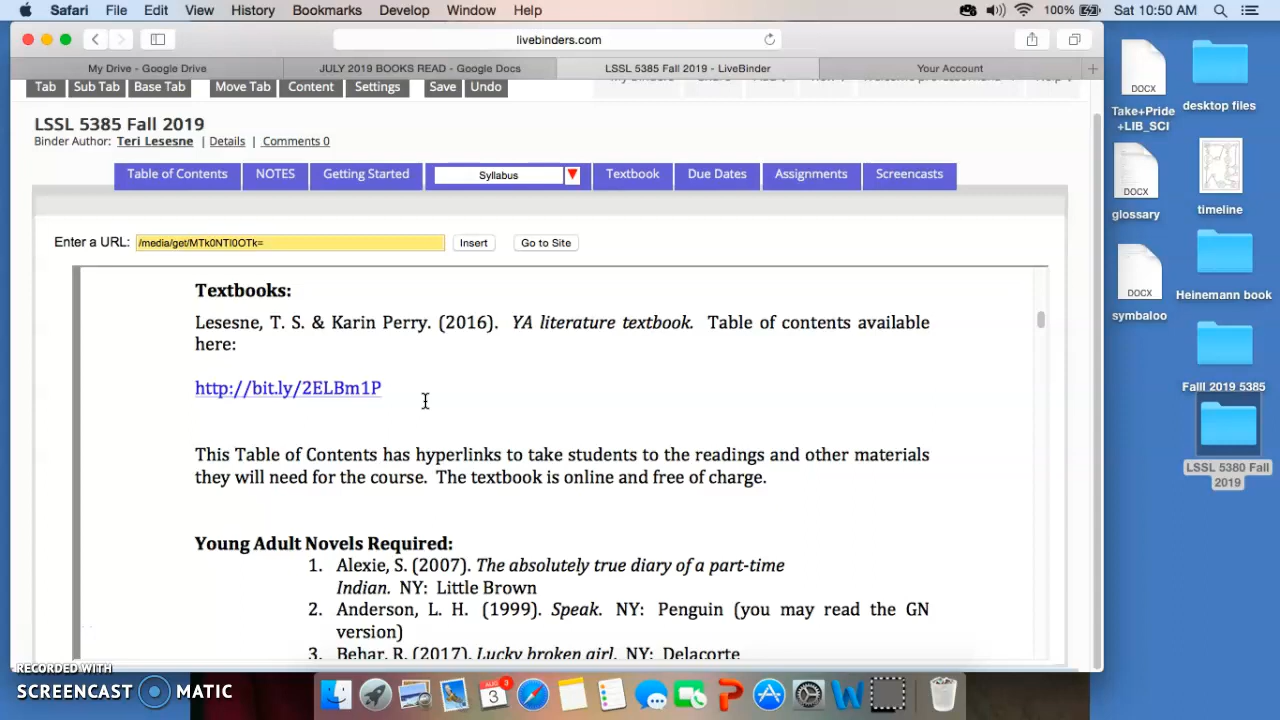 Safari File Edit View History Bookmarks Develop Window Help 100% Sat 10:50 AM
livebinders.com
My Drive - Google Drive JULY 2019 BOOKS READ - Google Docs LSSL 5385 Fall 2019 - LiveBinder Your Account
Tab Sub Tab Base Tab Move Tab Content Settings Save Undo
LSSL 5385 Fall 2019
Binder Author: Teri Lesesne | Details | Comments 0
Table of Contents NOTES Getting Started Syllabus Textbook Due Dates Assignments Screencasts
Enter a URL: /media/get/MTk0NTI0OTk= Insert Go to Site
Textbooks:
Lesesne, T. S. & Karin Perry. (2016). YA literature textbook. Table of contents available
here:
http://bit.ly/2ELBm1P
This Table of Contents has hyperlinks to take students to the readings and other materials
they will need for the course. The textbook is online and free of charge.
Young Adult Novels Required:
1. Alexie, S. (2007). The absolutely true diary of a part-time
Indian. NY: Little Brown
2. Anderson, L. H. (1999). Speak. NY: Penguin (you may read the GN
version)
3. Behar, R. (2017). Lucky broken girl. NY: Delacorte
DOCX
Take+Pride
+LIB_SCI
desktop files
DOCX
glossary
timeline
DOCX
symbaloo
Heinemann book
Falll 2019 5385
LSSL 5380 Fall
2019
RECORDED WITH
SCREENCAST MATIC
3
3